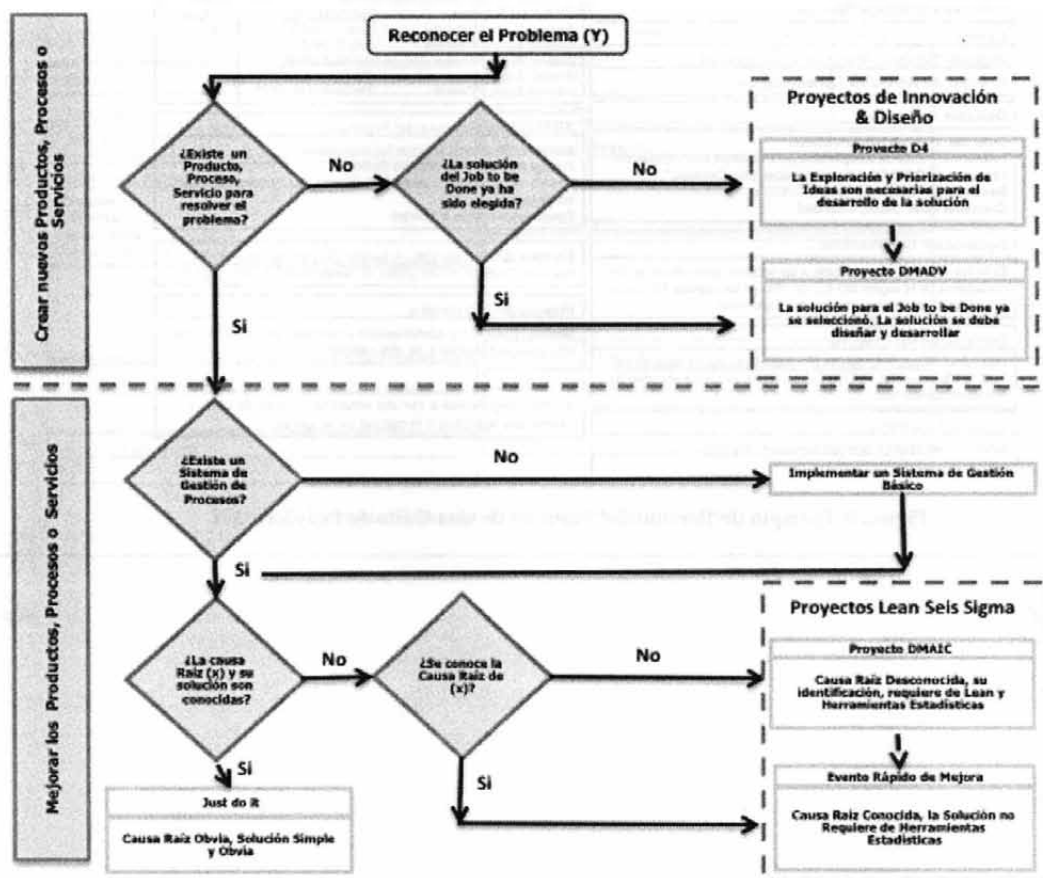 Reconocer el Problema (Y)
Crear nuevos Productos, Procesos o
Servicios
¿Existe un
Producto,
Proceso,
Servicio para
resolver el
problema?
No
¿La solución
del Job to be
Done ya ha
sido elegida?
No
Proyectos de Innovación
& Diseño
Proyecto D4
La Exploración y Priorización de
Ideas son necesarias para el
desarrollo de la solución
Proyecto DMADV
La solución para el Job to be Done ya
se seleccionó. La solución se debe
diseñar y desarrollar
Si
Si
Mejorar los Productos, Procesos o Servicios
¿Existe un
Sistema de
Gestión de
Procesos?
No
Implementar un Sistema de Gestión
Básico
Si
¿La causa
Raíz (x) y su
solución son
conocidas?
No
¿Se conoce la
Causa Raíz de
(x)?
No
Proyectos Lean Seis Sigma
Proyecto DMAIC
Causa Raíz Desconocida, su
identificación, requiere de Lean y
Herramientas Estadísticas
Si
Just do it
Causa Raíz Obvia, Solución Simple
y Obvia
Si
Evento Rápido de Mejora
Causa Raíz Conocida, la Solución no
Requiere de Herramientas
Estadísticas